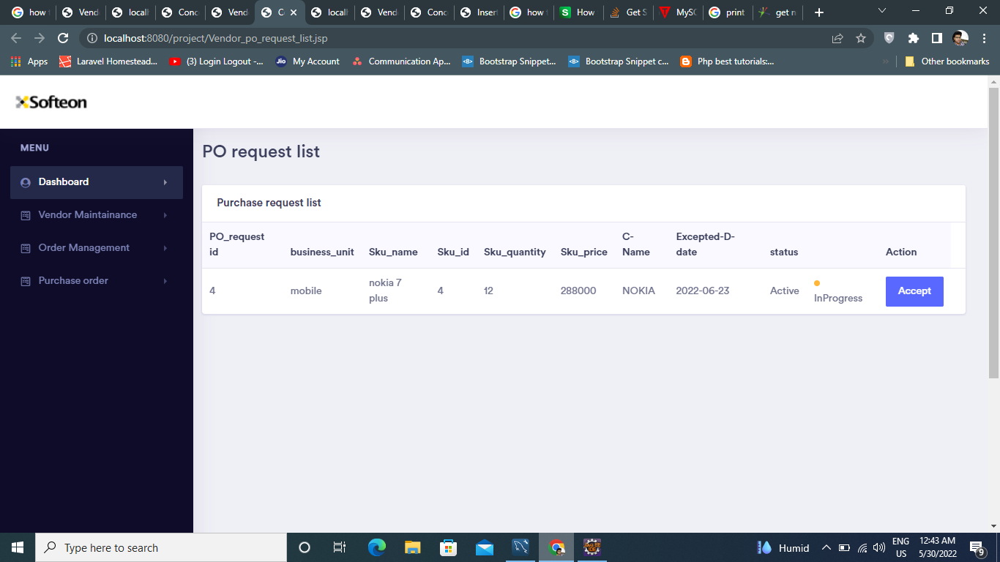 how t
Vend
local
Conc
Vend
C
local
Vend
Conc
Insert
how t
How
Get S
MySC
print
get n
localhost:8080/project/Vendor_po_request_list.jsp
Apps
Laravel Homestead...
(3) Login Logout -...
Jio
My Account
Communication Ap...
Bootstrap Snippet...
Bootstrap Snippet c...
Php best tutorials:...
Other bookmarks
Softeon
MENU
Dashboard
Vendor Maintainance
Order Management
Purchase order
PO request list
Purchase request list
PO_request id
business_unit
Sku_name
Sku_id
Sku_quantity
Sku_price
C-Name
Excepted-D-date
status
Action
4
mobile
nokia 7 plus
4
12
288000
NOKIA
2022-06-23
Active
InProgress
Accept
Type here to search
Humid
ENG
US
12:43 AM
5/30/2022
9